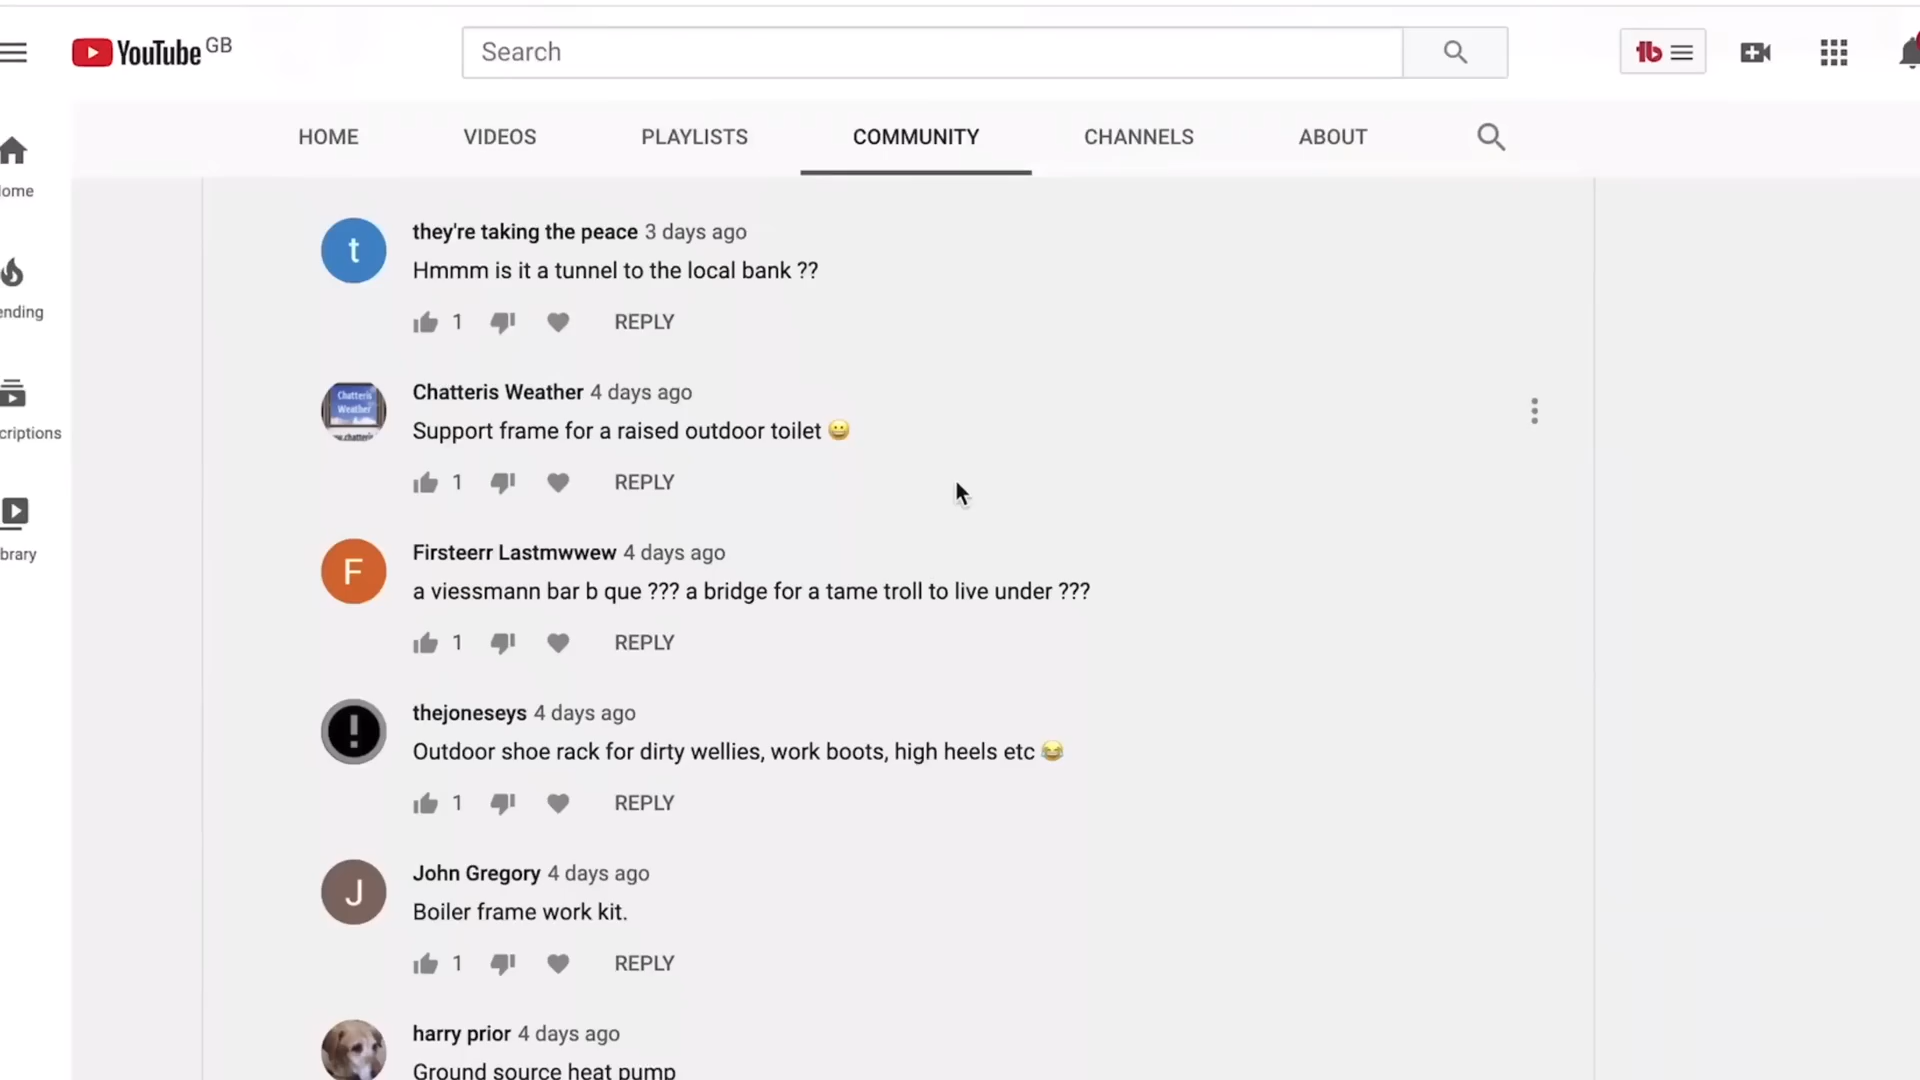 YouTube GB
Search
HOME VIDEOS PLAYLISTS COMMUNITY CHANNELS ABOUT
ome
ending
criptions
brary
t
they're taking the peace 3 days ago
Hmmm is it a tunnel to the local bank ??
1 REPLY
Chatteris
Weather
Chatteris Weather 4 days ago
Support frame for a raised outdoor toilet 😀
1 REPLY
F
Firsteerr Lastmwwew 4 days ago
a viessmann bar b que ??? a bridge for a tame troll to live under ???
1 REPLY
!
thejoneseys 4 days ago
Outdoor shoe rack for dirty wellies, work boots, high heels etc 😂
1 REPLY
J
John Gregory 4 days ago
Boiler frame work kit.
1 REPLY
harry prior 4 days ago
Ground source heat pump